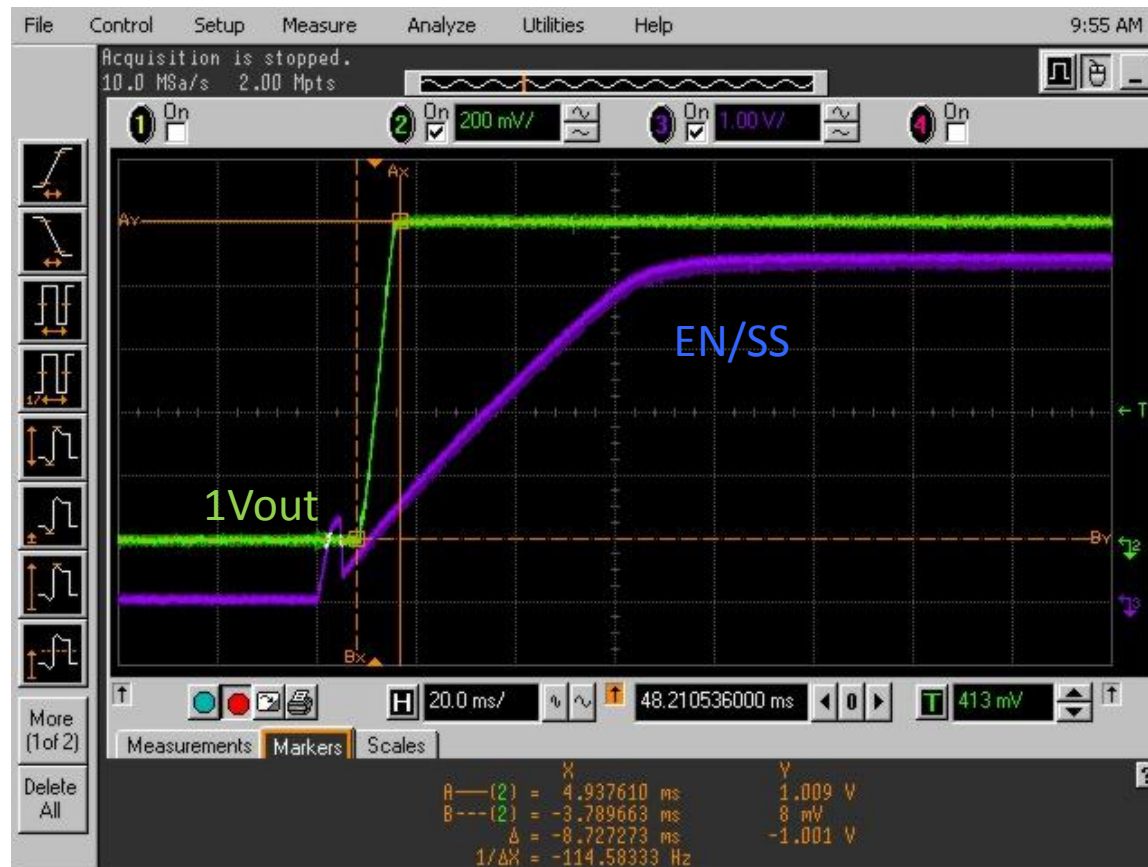 File Control Setup Measure Analyze Utilities Help 9:55 AM
Acquisition is stopped.
10.0 MSa/s 2.00 Mpts
1 On 2 On 200 mV/ 3 On 1.00 V/ 4 On
Ax
Ay
EN/SS
T
1Vout
By
2
3
Bx
H 20.0 ms/ 48.210536000 ms 0 T 413 mV
More
(1 of 2)
Delete
All
Measurements Markers Scales
X Y
A——(2) = 4.937610 ms 1.009 V
B---(2) = -3.789663 ms 8 mV
Δ = -8.727273 ms -1.001 V
1/ΔX = -114.58333 Hz
?